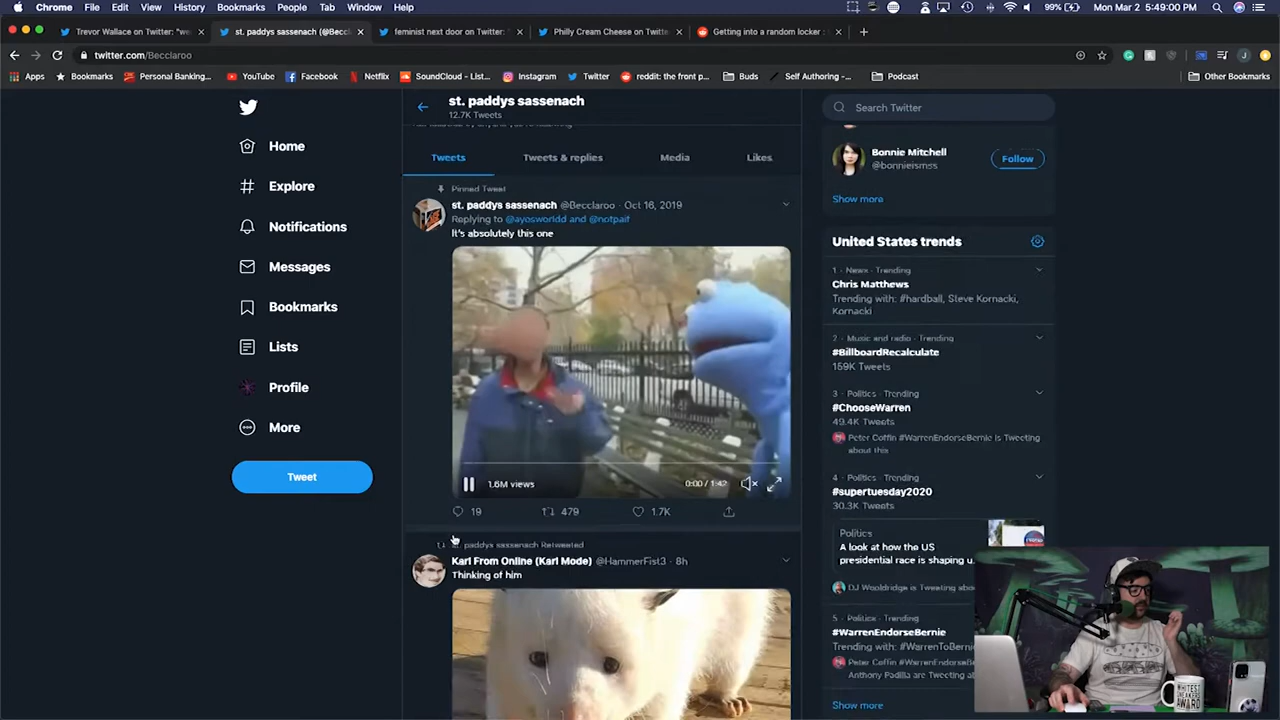 Chrome File Edit View History Bookmarks People Tab Window Help 99% Mon Mar 2 5:49:00 PM
Trevor Wallace on Twitter: "we
st. paddys sassenach (@Beccl
feminist next door on Twitter: "
Philly Cream Cheese on Twitte
Getting into a random locker :
twitter.com/Becclaroo
Apps Bookmarks Personal Banking... YouTube Facebook Netflix SoundCloud - List... Instagram Twitter reddit: the front p... Buds Self Authoring -... Podcast Other Bookmarks
st. paddys sassenach
12.7K Tweets
Home
Explore
Notifications
Messages
Bookmarks
Lists
Profile
More
Tweet
Tweets Tweets & replies Media Likes
Pinned Tweet
st. paddys sassenach @Becclaroo · Oct 16, 2019
Replying to @ayosworldd and @notpaif
It's absolutely this one
1.6M views 0:00 / 1:42
19 479 1.7K
paddys sassenach Retweeted
Karl From Online (Karl Mode) @HammerFist3 · 8h
Thinking of him
Search Twitter
Bonnie Mitchell
@bonnieismss
Follow
Show more
United States trends
1 · News · Trending
Chris Matthews
Trending with: #hardball, Steve Kornacki,
Kornacki
2 · Music and radio · Trending
#BillboardRecalculate
159K Tweets
3 · Politics · Trending
#ChooseWarren
49.4K Tweets
Peter Coffin #WarrenEndorseBernie is Tweeting
about this
4 · Politics · Trending
#supertuesday2020
30.3K Tweets
Politics
A look at how the US
presidential race is shaping u...
DJ Wooldridge is Tweeting abou
5 · Politics · Trending
#WarrenEndorseBernie
Trending with: #WarrenToBerni
Peter Coffin #WarrenEndorseBe
Anthony Padilla are Tweeting a
Show more
WHITEST
SNEAKERS
AWARD